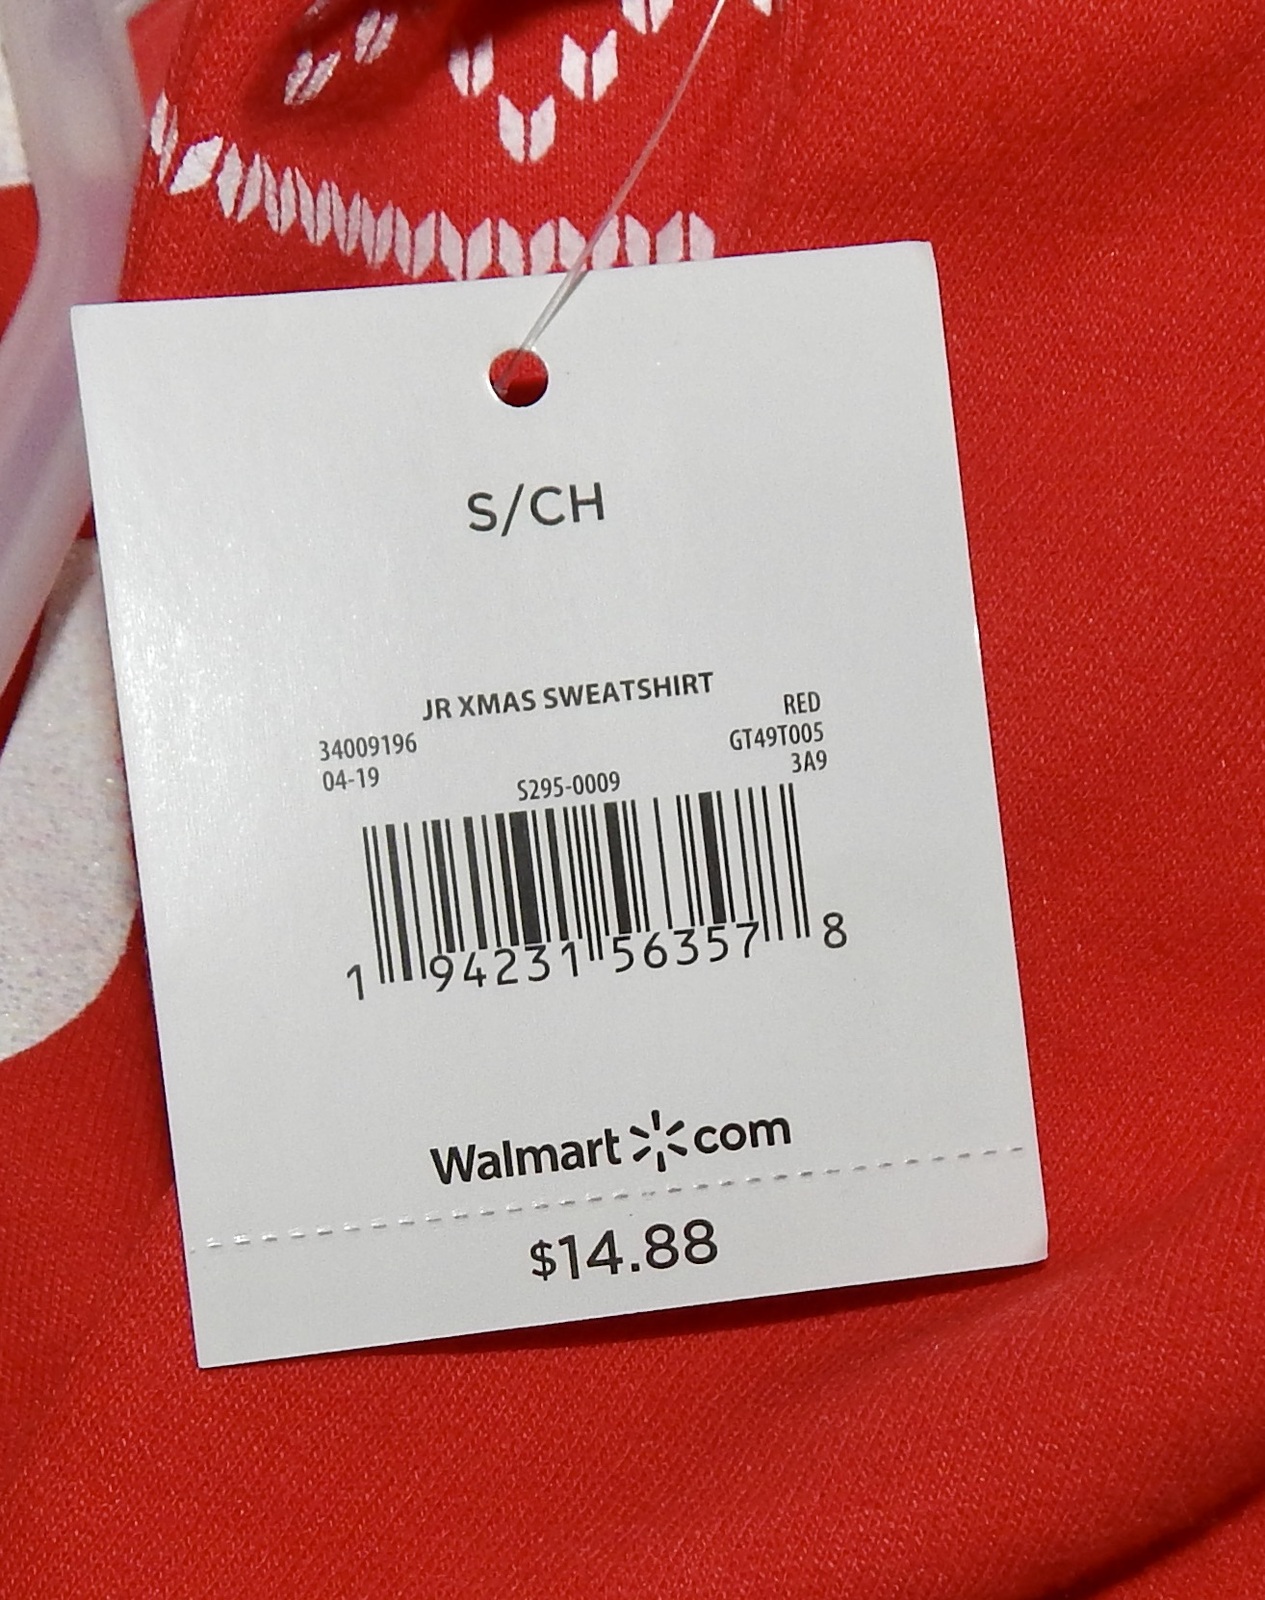 S/CH
JR XMAS SWEATSHIRT
34009196 RED
04-19 GT49T005
S295-0009 3A9
1 94231 56357 8
Walmart com
$14.88